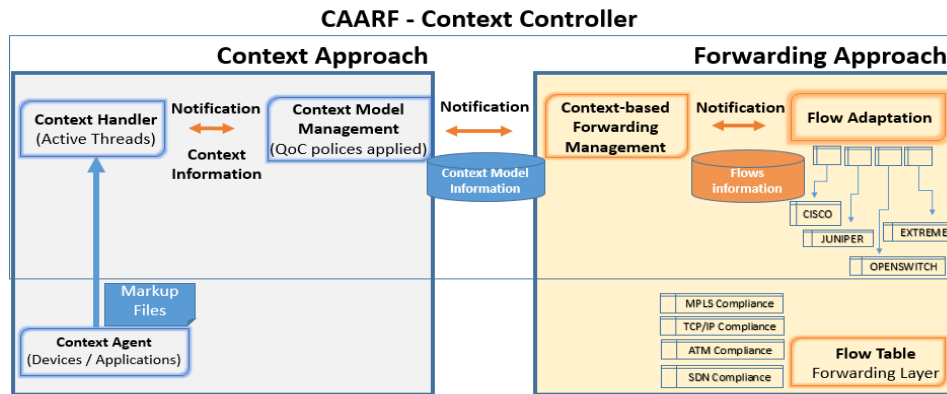 CAARF - Context Controller
Context Approach
Forwarding Approach
Context Handler
(Active Threads)
Notification
Context
Information
Context Model
Management
(QoC polices applied)
Notification
Context Model
Information
Context-based
Forwarding
Management
Notification
Flows
information
Flow Adaptation
CISCO
JUNIPER
EXTREME
OPENSWITCH
Markup
Files
Context Agent
(Devices / Applications)
MPLS Compliance
TCP/IP Compliance
ATM Compliance
SDN Compliance
Flow Table
Forwarding Layer